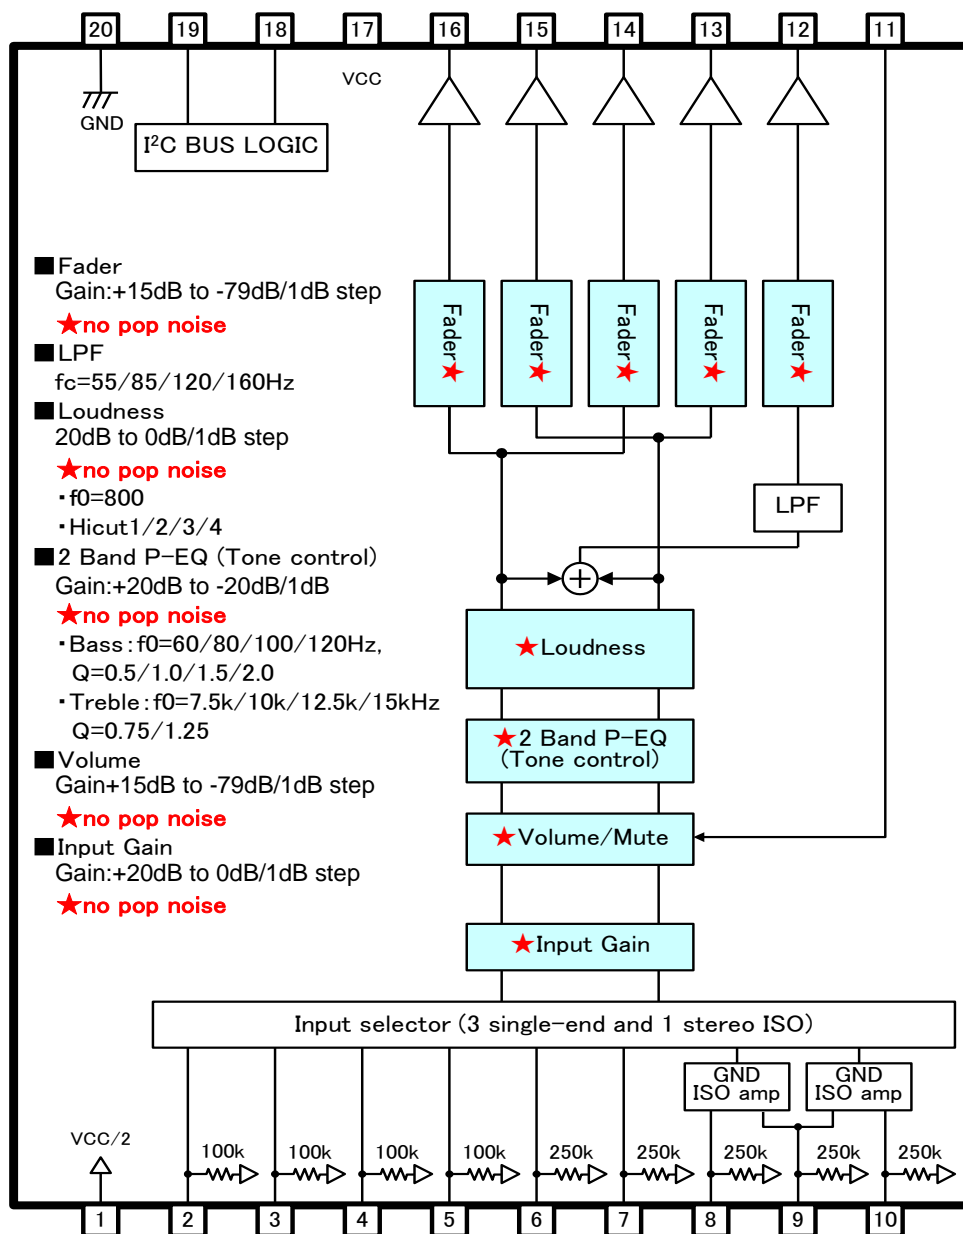 20 19 18 17 16 15 14 13 12 11
VCC
GND
I²C BUS LOGIC
■Fader
Gain:+15dB to -79dB/1dB step
★no pop noise
■LPF
fc=55/85/120/160Hz
■Loudness
20dB to 0dB/1dB step
★no pop noise
・f0=800
・Hicut1/2/3/4
■2 Band P-EQ (Tone control)
Gain:+20dB to -20dB/1dB
★no pop noise
・Bass:f0=60/80/100/120Hz,
Q=0.5/1.0/1.5/2.0
・Treble:f0=7.5k/10k/12.5k/15kHz
Q=0.75/1.25
■Volume
Gain+15dB to -79dB/1dB step
★no pop noise
■Input Gain
Gain:+20dB to 0dB/1dB step
★no pop noise
Fader★
Fader★
Fader★
Fader★
Fader★
LPF
★Loudness
★2 Band P-EQ
(Tone control)
★Volume/Mute
★Input Gain
Input selector (3 single-end and 1 stereo ISO)
GND
ISO amp
GND
ISO amp
VCC/2
100k 100k 100k 100k 250k 250k 250k 250k 250k
1 2 3 4 5 6 7 8 9 10